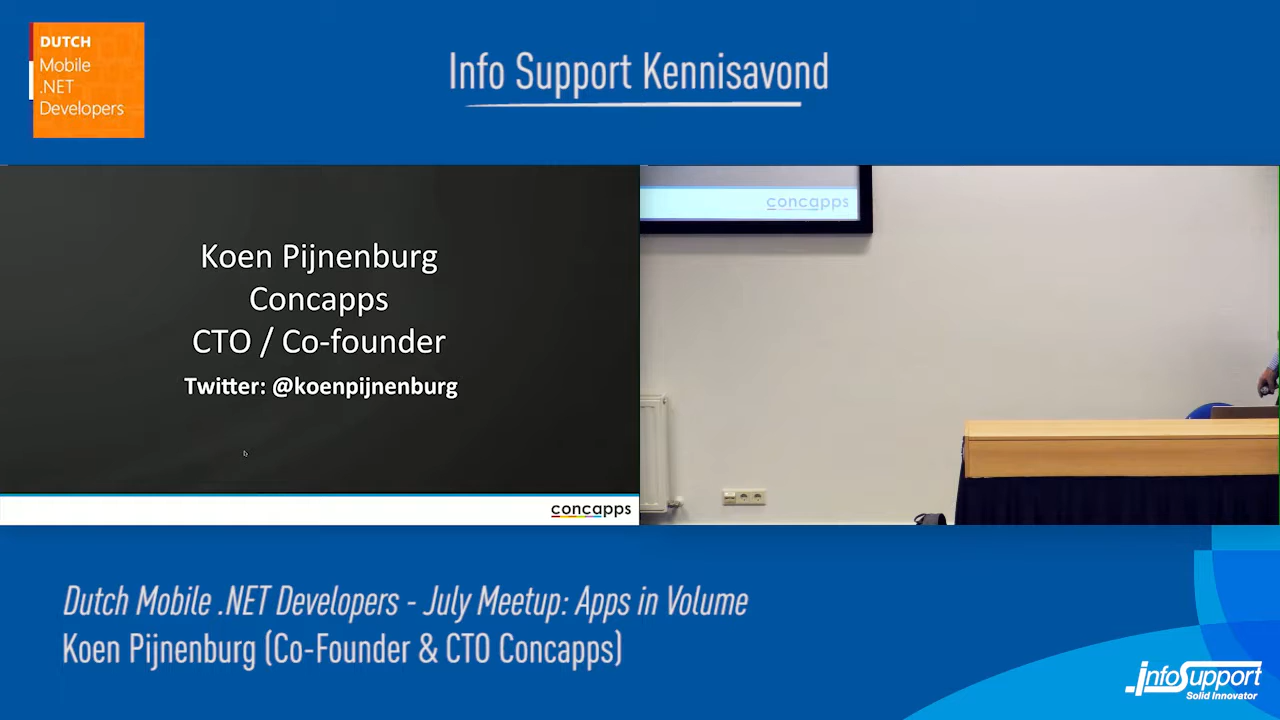 DUTCH
Mobile
.NET
Developers
Info Support Kennisavond
concapps
Koen Pijnenburg
Concapps
CTO / Co-founder
Twitter: @koenpijnenburg
concapps
Dutch Mobile .NET Developers - July Meetup: Apps in Volume
Koen Pijnenburg (Co-Founder & CTO Concapps)
infoSupport
Solid Innovator